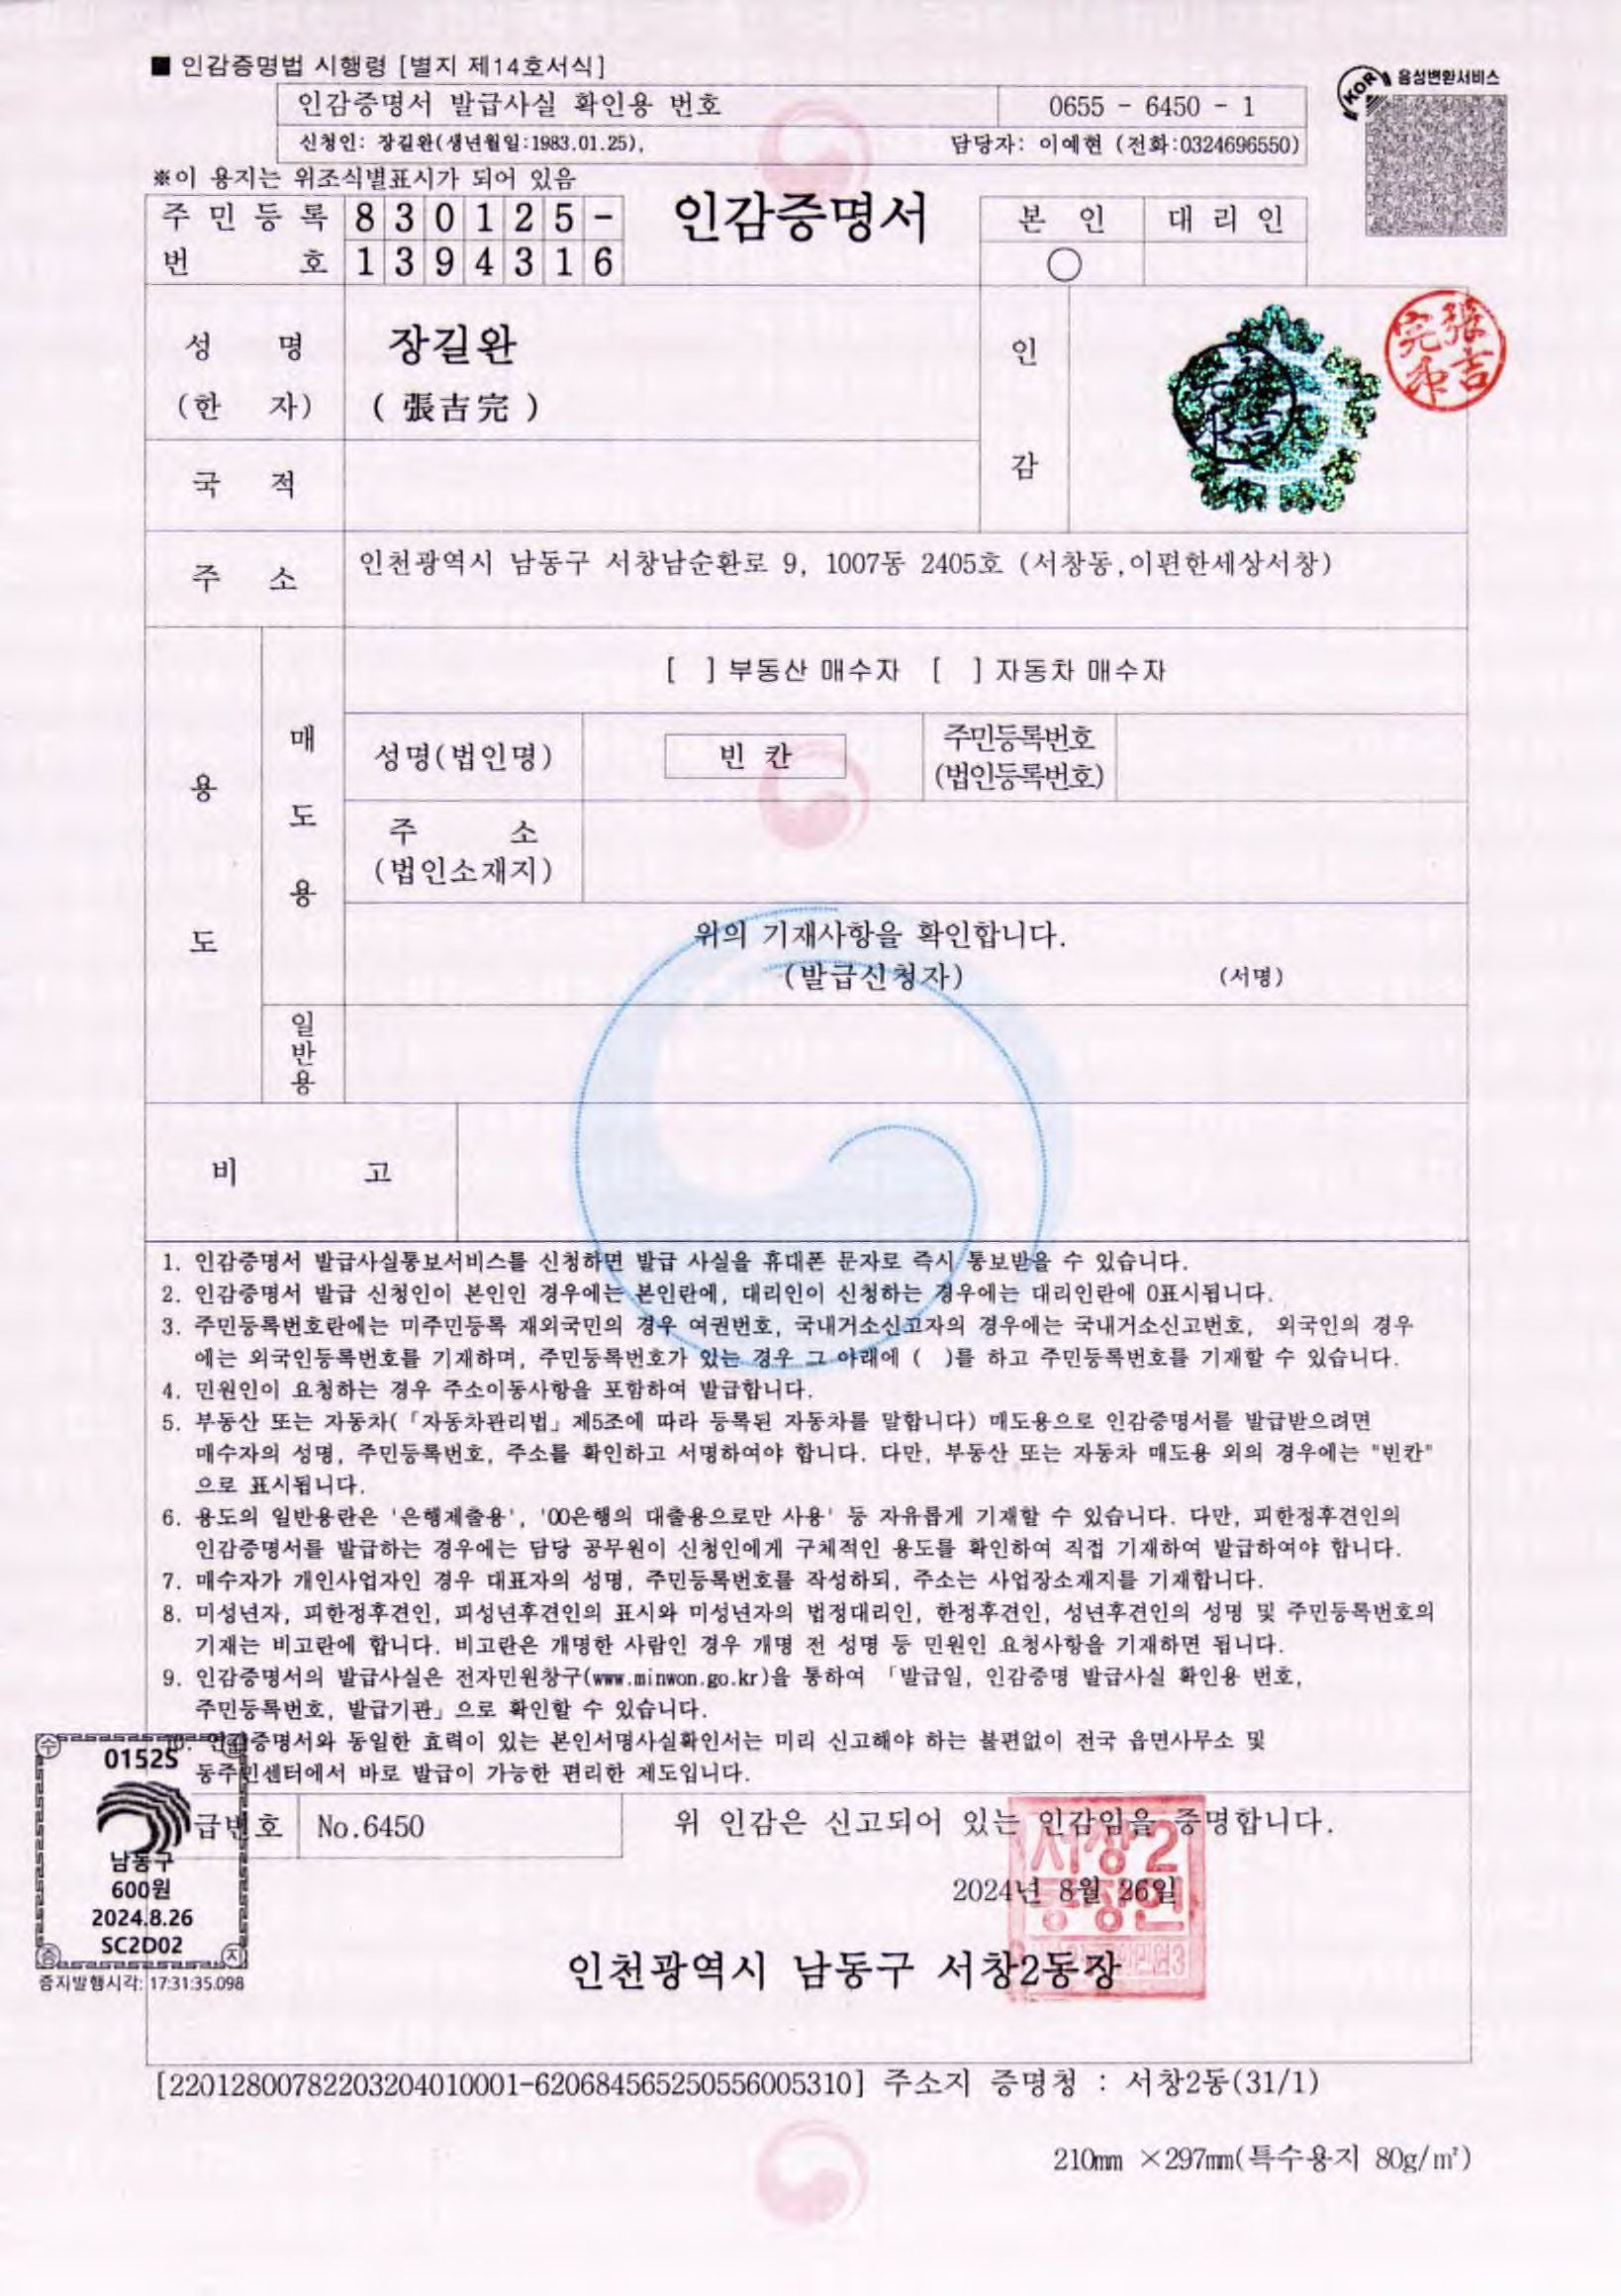 ■ 인감증명법 시행령 [별지 제14호서식]
음성변환서비스
KOR
인감증명서 발급사실 확인용 번호 0655 - 6450 - 1
신청인: 장길완(생년월일:1983.01.25), 담당자: 이예현 (전화:0324696550)
※이 용지는 위조식별표시가 되어 있음
주민등록 830125-
번호 1394316
인감증명서
본인 대리인
○
성명 장길완
(한자) (張吉完)
인감
張吉完印
국적
주소 인천광역시 남동구 서창남순환로 9, 1007동 2405호 (서창동,이편한세상서창)
용도
매도용
[ ] 부동산 매수자 [ ] 자동차 매수자
성명(법인명) 빈 칸 주민등록번호
(법인등록번호)
주소
(법인소재지)
위의 기재사항을 확인합니다.
(발급신청자) (서명)
일반용
비고
1. 인감증명서 발급사실통보서비스를 신청하면 발급 사실을 휴대폰 문자로 즉시 통보받을 수 있습니다.
2. 인감증명서 발급 신청인이 본인인 경우에는 본인란에, 대리인이 신청하는 경우에는 대리인란에 0표시됩니다.
3. 주민등록번호란에는 미주민등록 재외국민의 경우 여권번호, 국내거소신고자의 경우에는 국내거소신고번호, 외국인의 경우
에는 외국인등록번호를 기재하며, 주민등록번호가 있는 경우 그 아래에 ( )를 하고 주민등록번호를 기재할 수 있습니다.
4. 민원인이 요청하는 경우 주소이동사항을 포함하여 발급합니다.
5. 부동산 또는 자동차(「자동차관리법」제5조에 따라 등록된 자동차를 말합니다) 매도용으로 인감증명서를 발급받으려면
매수자의 성명, 주민등록번호, 주소를 확인하고 서명하여야 합니다. 다만, 부동산 또는 자동차 매도용 외의 경우에는 "빈칸"
으로 표시됩니다.
6. 용도의 일반용란은 '은행제출용', '00은행의 대출용으로만 사용' 등 자유롭게 기재할 수 있습니다. 다만, 피한정후견인의
인감증명서를 발급하는 경우에는 담당 공무원이 신청인에게 구체적인 용도를 확인하여 직접 기재하여 발급하여야 합니다.
7. 매수자가 개인사업자인 경우 대표자의 성명, 주민등록번호를 작성하되, 주소는 사업장소재지를 기재합니다.
8. 미성년자, 피한정후견인, 피성년후견인의 표시와 미성년자의 법정대리인, 한정후견인, 성년후견인의 성명 및 주민등록번호의
기재는 비고란에 합니다. 비고란은 개명한 사람인 경우 개명 전 성명 등 민원인 요청사항을 기재하면 됩니다.
9. 인감증명서의 발급사실은 전자민원창구(www.minwon.go.kr)을 통하여 「발급일, 인감증명 발급사실 확인용 번호,
주민등록번호, 발급기관」으로 확인할 수 있습니다.
인감증명서와 동일한 효력이 있는 본인서명사실확인서는 미리 신고해야 하는 불편없이 전국 읍면사무소 및
동주민센터에서 바로 발급이 가능한 편리한 제도입니다.
급번호 No.6450
위 인감은 신고되어 있는 인감임을 증명합니다.
2024년 8월 26일
인천광역시 남동구 서창2동장
서창2
동장인
수
01525
남동구
600원
2024.8.26
SC2D02
증 지
증지발행시각: 17:31:35.098
[22012800782203204010001-620684565250556005310] 주소지 증명청 : 서창2동(31/1)
210mm ×297mm(특수용지 80g/㎡)